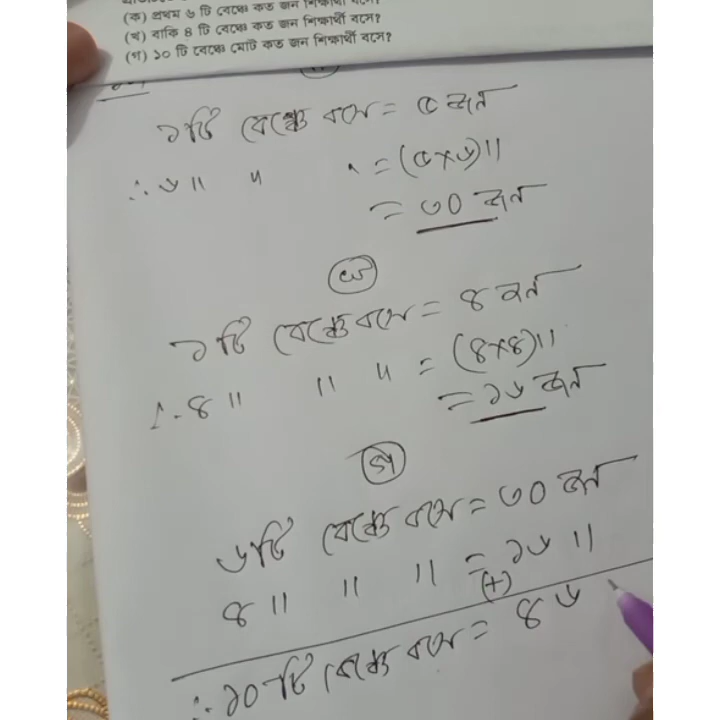 (ক) প্রথম ৬ টি বেঞ্চে কত জন শিক্ষার্থী বসে?
(খ) বাকি ৪ টি বেঞ্চে কত জন শিক্ষার্থী বসে?
(গ) ১০ টি বেঞ্চে মোট কত জন শিক্ষার্থী বসে?
১টি বেঞ্চে বসে = ৫ জন
∴ ৬ " " " = (৫×৬) "
= ৩০ জন
খ
১টি বেঞ্চে বসে = ৪ জন
∴ ৪ " " " = (৪×৪) "
= ১৬ জন
গ
৬টি বেঞ্চে বসে = ৩০ জন
৪ " " " = ১৬ "
(+)
∴ ১০টি বেঞ্চে বসে = ৪৬